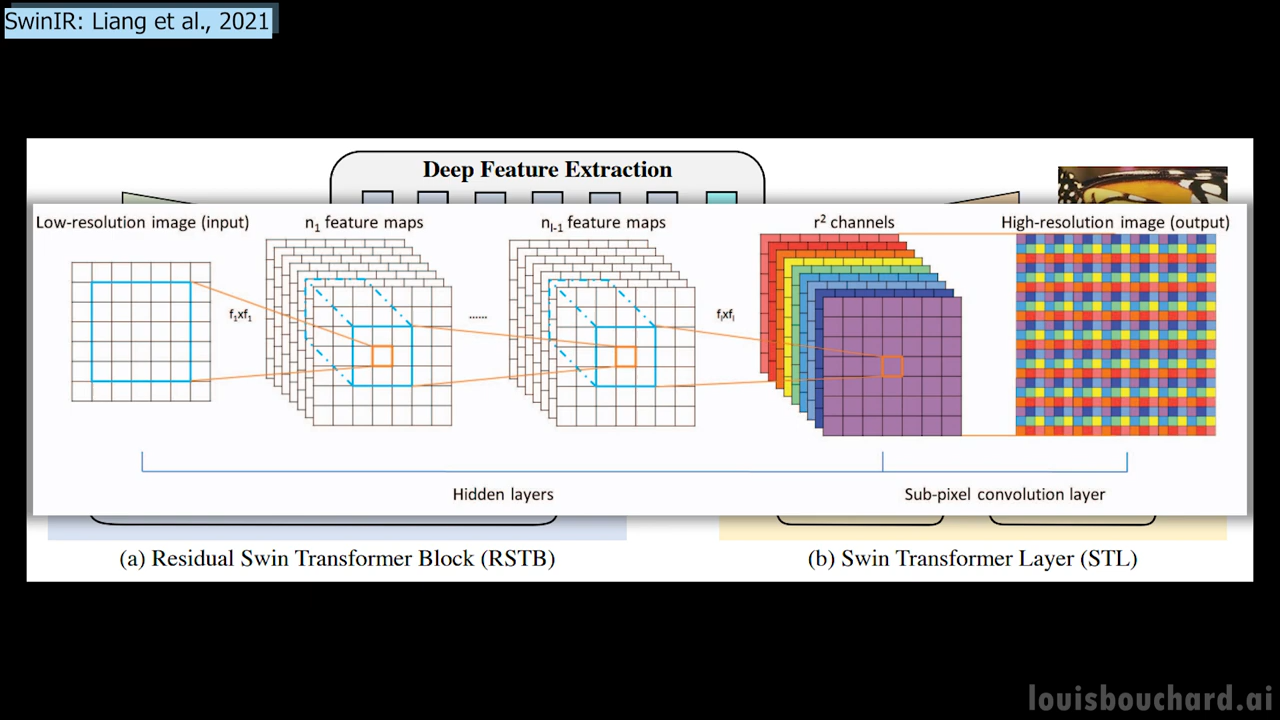 SwinIR: Liang et al., 2021
Deep Feature Extraction
Low-resolution image (input)
n₁ feature maps
nₗ₋₁ feature maps
r² channels
High-resolution image (output)
f₁xf₁
......
fₗxfₗ
Hidden layers
Sub-pixel convolution layer
(a) Residual Swin Transformer Block (RSTB)
(b) Swin Transformer Layer (STL)
louisbouchard.ai